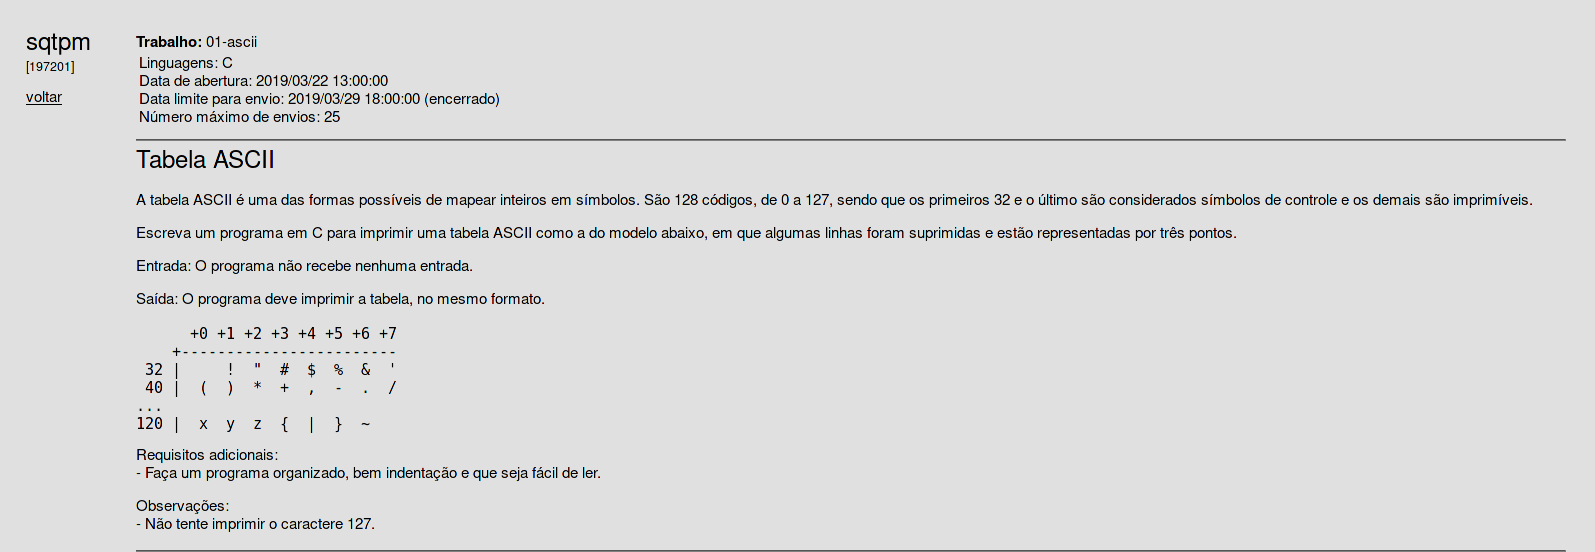 sqtpm
[197201]
voltar
Trabalho: 01-ascii
Linguagens: C
Data de abertura: 2019/03/22 13:00:00
Data limite para envio: 2019/03/29 18:00:00 (encerrado)
Número máximo de envios: 25
Tabela ASCII
A tabela ASCII é uma das formas possíveis de mapear inteiros em símbolos. São 128 códigos, de 0 a 127, sendo que os primeiros 32 e o último são considerados símbolos de controle e os demais são imprimíveis.
Escreva um programa em C para imprimir uma tabela ASCII como a do modelo abaixo, em que algumas linhas foram suprimidas e estão representadas por três pontos.
Entrada: O programa não recebe nenhuma entrada.
Saída: O programa deve imprimir a tabela, no mesmo formato.
      +0 +1 +2 +3 +4 +5 +6 +7
    +------------------------
 32 |     !  "  #  $  %  &  '
 40 |  (  )  *  +  ,  -  .  /
...
120 |  x  y  z  {  |  }  ~
Requisitos adicionais:
- Faça um programa organizado, bem indentação e que seja fácil de ler.
Observações:
- Não tente imprimir o caractere 127.